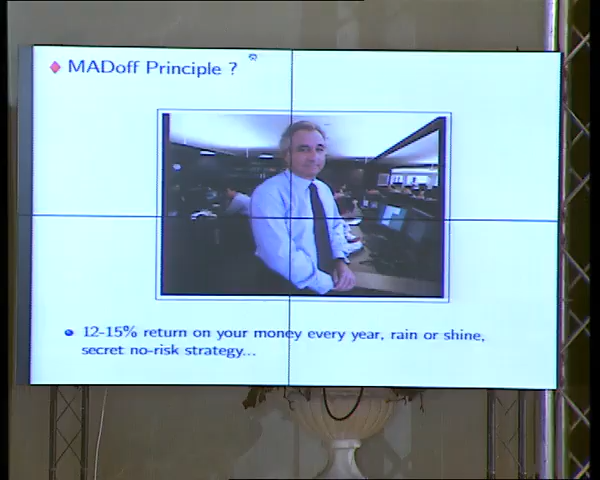 MADoff Principle ?
12-15% return on your money every year, rain or shine,
secret no-risk strategy...